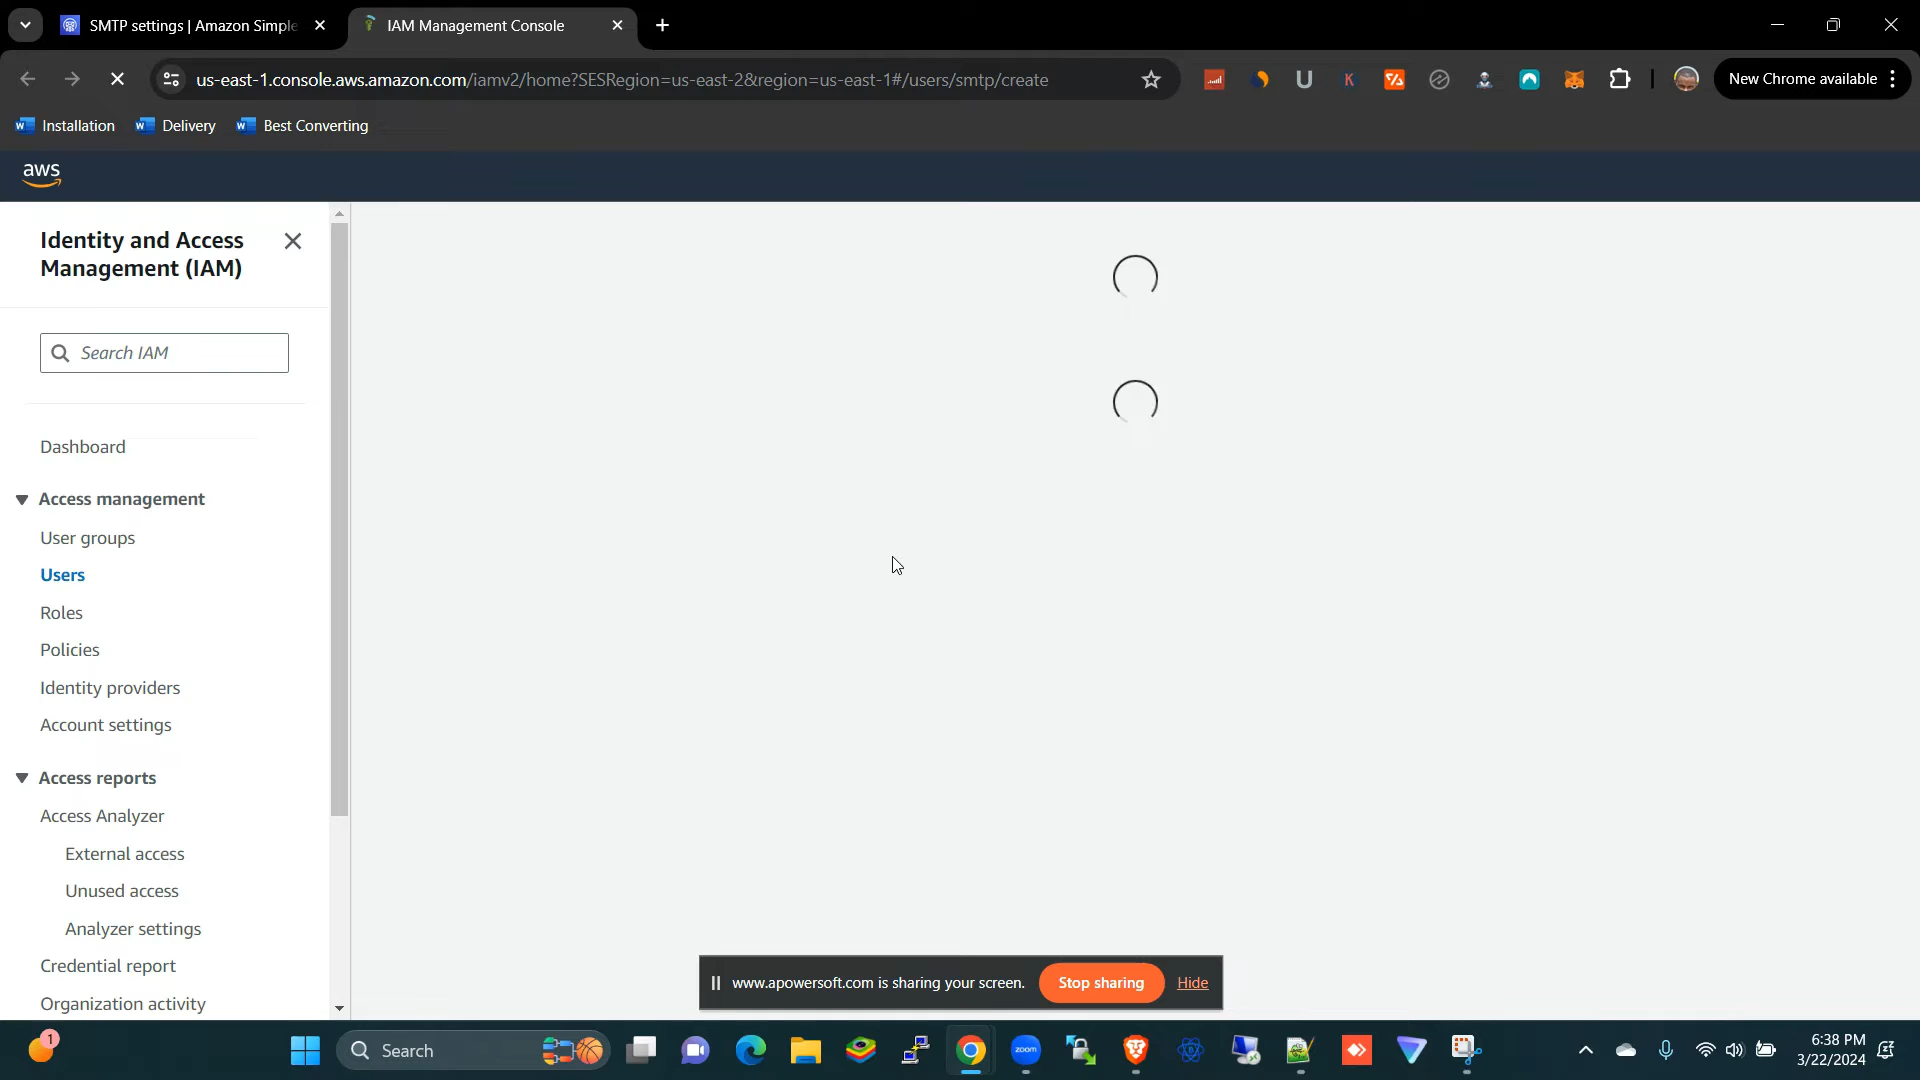 SMTP settings | Amazon Simple
IAM Management Console
us-east-1.console.aws.amazon.com/iamv2/home?SESRegion=us-east-2&region=us-east-1#/users/smtp/create
New Chrome available
Installation
Delivery
Best Converting
aws
Identity and Access
Management (IAM)
Search IAM
Dashboard
Access management
User groups
Users
Roles
Policies
Identity providers
Account settings
Access reports
Access Analyzer
External access
Unused access
Analyzer settings
Credential report
Organization activity
www.apowersoft.com is sharing your screen.
Stop sharing
Hide
1
Search
zoom
6:38 PM
3/22/2024